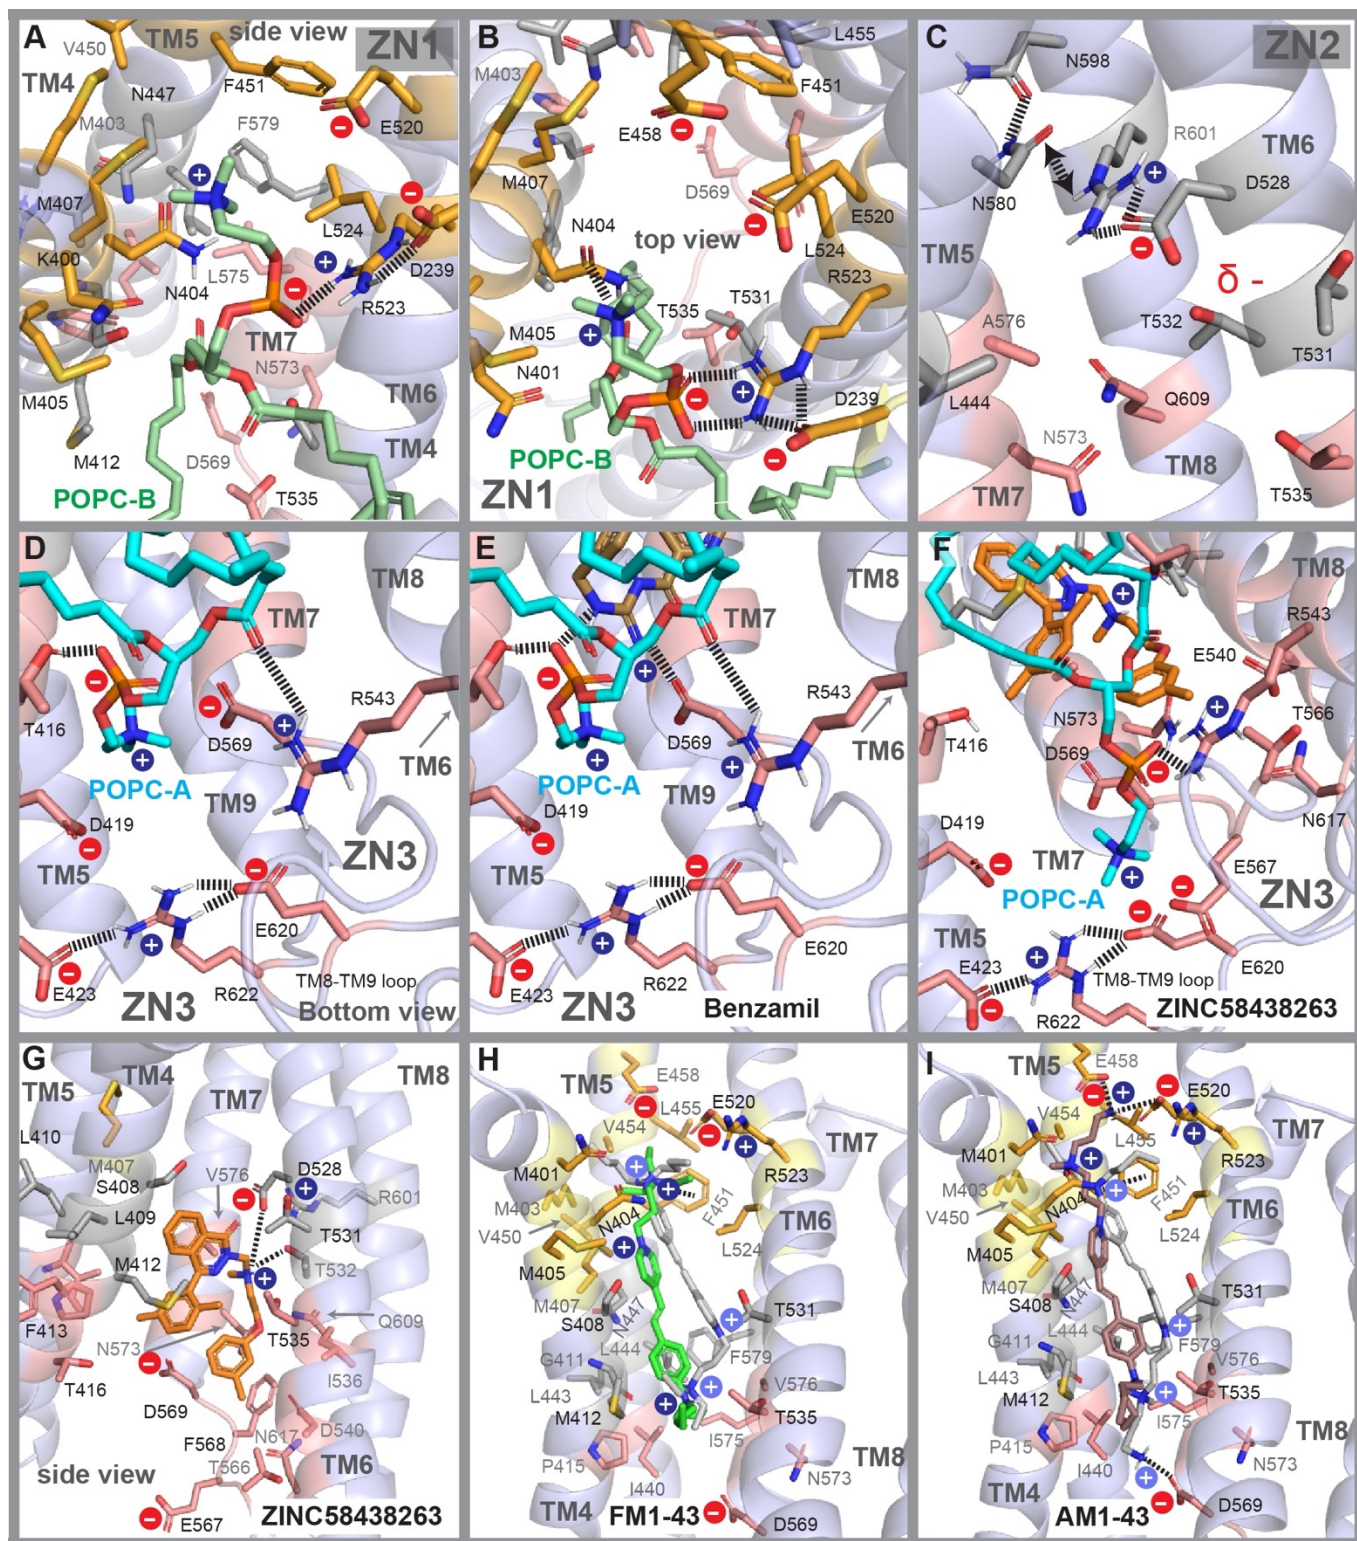 A
side view
ZN1
V450
TM5
TM4
N447
F451
M403
E520
F579
M407
L524
K400
D239
L575
N404
R523
TM7
N573
M405
TM6
TM4
M412
D569
POPC-B
T535
B
L455
M403
F451
E458
M407
D569
E520
N404
top view
L524
R523
T531
T535
M405
N401
D239
POPC-B
ZN1
C
ZN2
N598
R601
TM6
D528
N580
TM5
δ -
T532
A576
T531
L444
Q609
N573
TM8
T535
TM7
D
TM8
TM7
R543
T416
D569
TM6
POPC-A
TM9
D419
ZN3
TM5
E620
E423
TM8-TM9 loop
ZN3
R622
Bottom view
E
TM8
TM7
R543
T416
D569
TM6
POPC-A
TM9
D419
ZN3
TM5
E620
E423
R622
ZN3
Benzamil
F
TM8
R543
E540
N573
T566
T416
D569
N617
D419
TM7
E567
POPC-A
ZN3
TM5
E423
E620
TM8-TM9 loop
R622
ZINC58438263
G
TM5
TM4
TM8
TM7
L410
M407
V576
D528
S408
R601
L409
T531
M412
T532
F413
Q609
N573
T535
T416
I536
D569
F568
N617
D540
T566
TM6
side view
E567
ZINC58438263
H
TM5
E458
E520
V454
L455
TM7
M401
R523
M403
F451
N404
TM6
V450
L524
M405
M407
S408
N447
T531
L444
G411
F579
L443
V576
M412
T535
I575
P415
TM8
I440
N573
TM4
FM1-43
D569
I
TM5
E458
E520
V454
L455
TM7
M401
R523
M403
F451
N404
V450
TM6
L524
M405
M407
S408
N447
T531
G411
L444
F579
L443
V576
M412
T535
I575
P415
TM8
I440
N573
TM4
D569
AM1-43